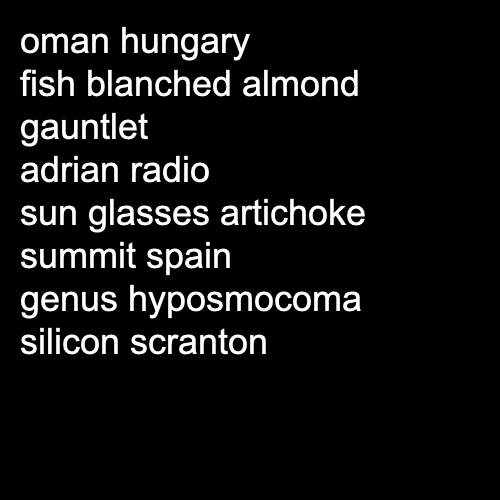 oman hungary
fish blanched almond
gauntlet
adrian radio
sun glasses artichoke
summit spain
genus hyposmocoma
silicon scranton